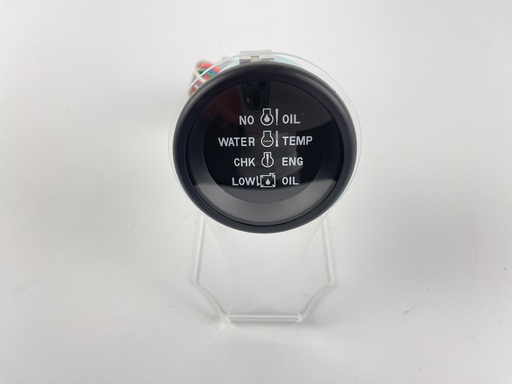 NO OIL
WATER TEMP
CHK ENG
LOW OIL